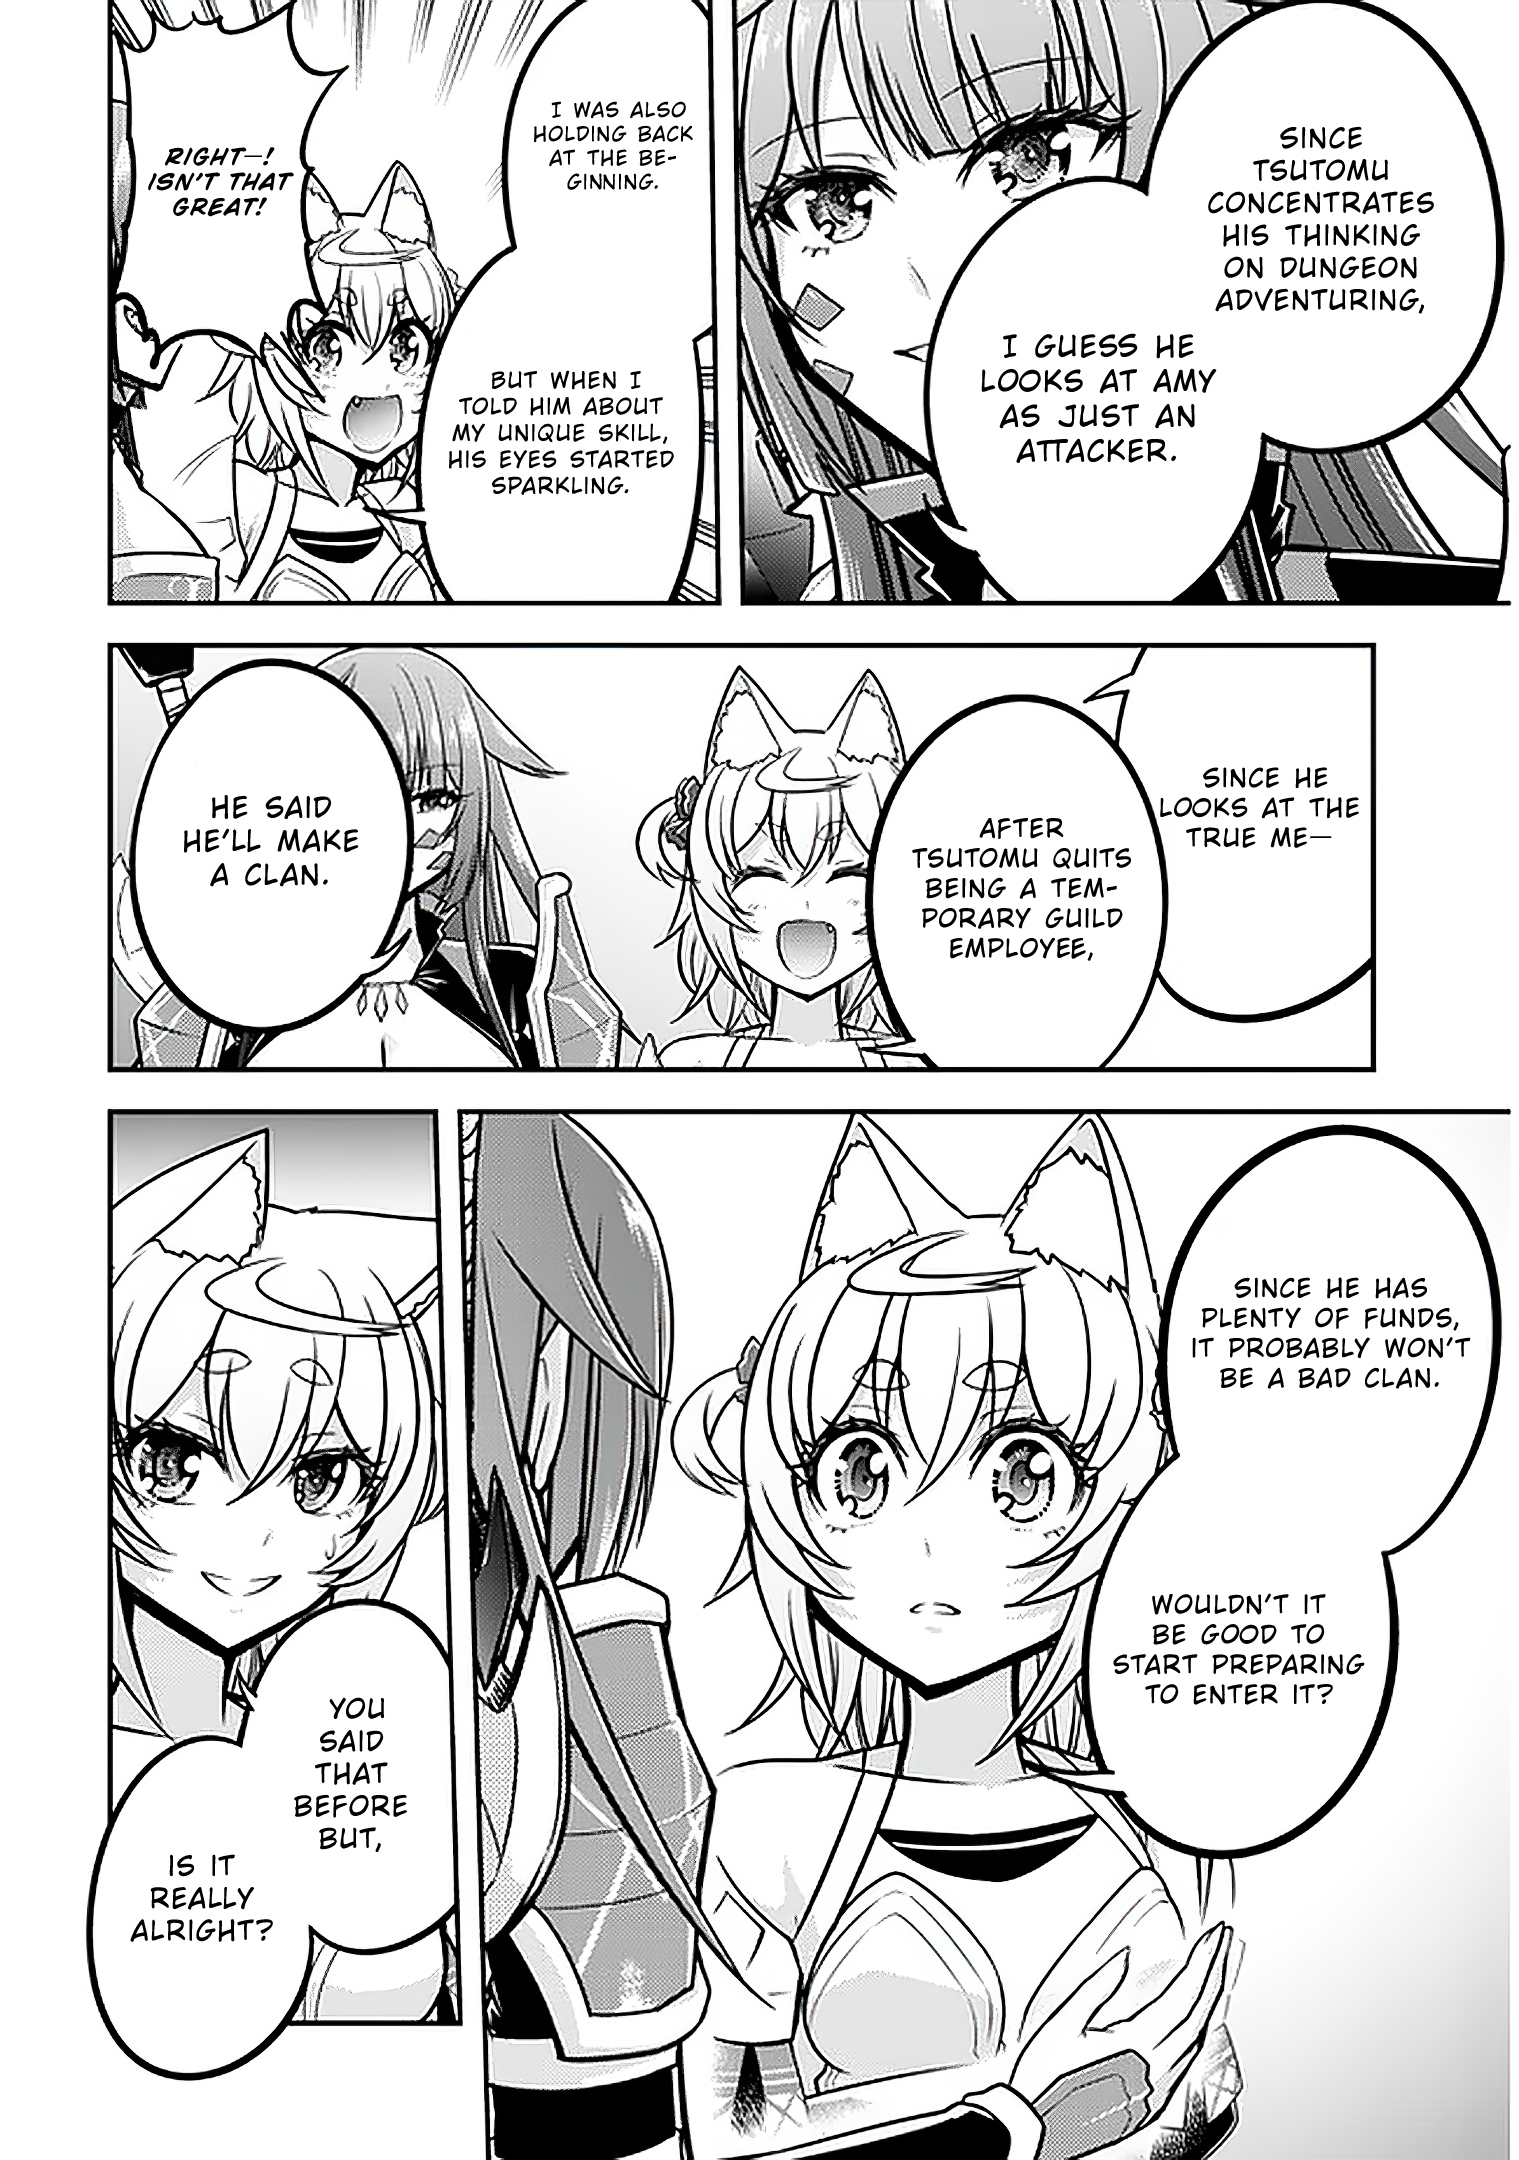 SINCE
TSUTOMU
CONCENTRATES
HIS THINKING
ON DUNGEON
ADVENTURING,
I GUESS HE
LOOKS AT AMY
AS JUST AN
ATTACKER.
I WAS ALSO
HOLDING BACK
AT THE BE-
GINNING.
BUT WHEN I
TOLD HIM ABOUT
MY UNIQUE SKILL,
HIS EYES STARTED
SPARKLING.
RIGHT—!
ISN'T THAT
GREAT!
SINCE HE
LOOKS AT THE
TRUE ME—
AFTER
TSUTOMU QUITS
BEING A TEM-
PORARY GUILD
EMPLOYEE,
HE SAID
HE'LL MAKE
A CLAN.
SINCE HE HAS
PLENTY OF FUNDS,
IT PROBABLY WON'T
BE A BAD CLAN.
WOULDN'T IT
BE GOOD TO
START PREPARING
TO ENTER IT?
YOU
SAID
THAT
BEFORE
BUT,
IS IT
REALLY
ALRIGHT?